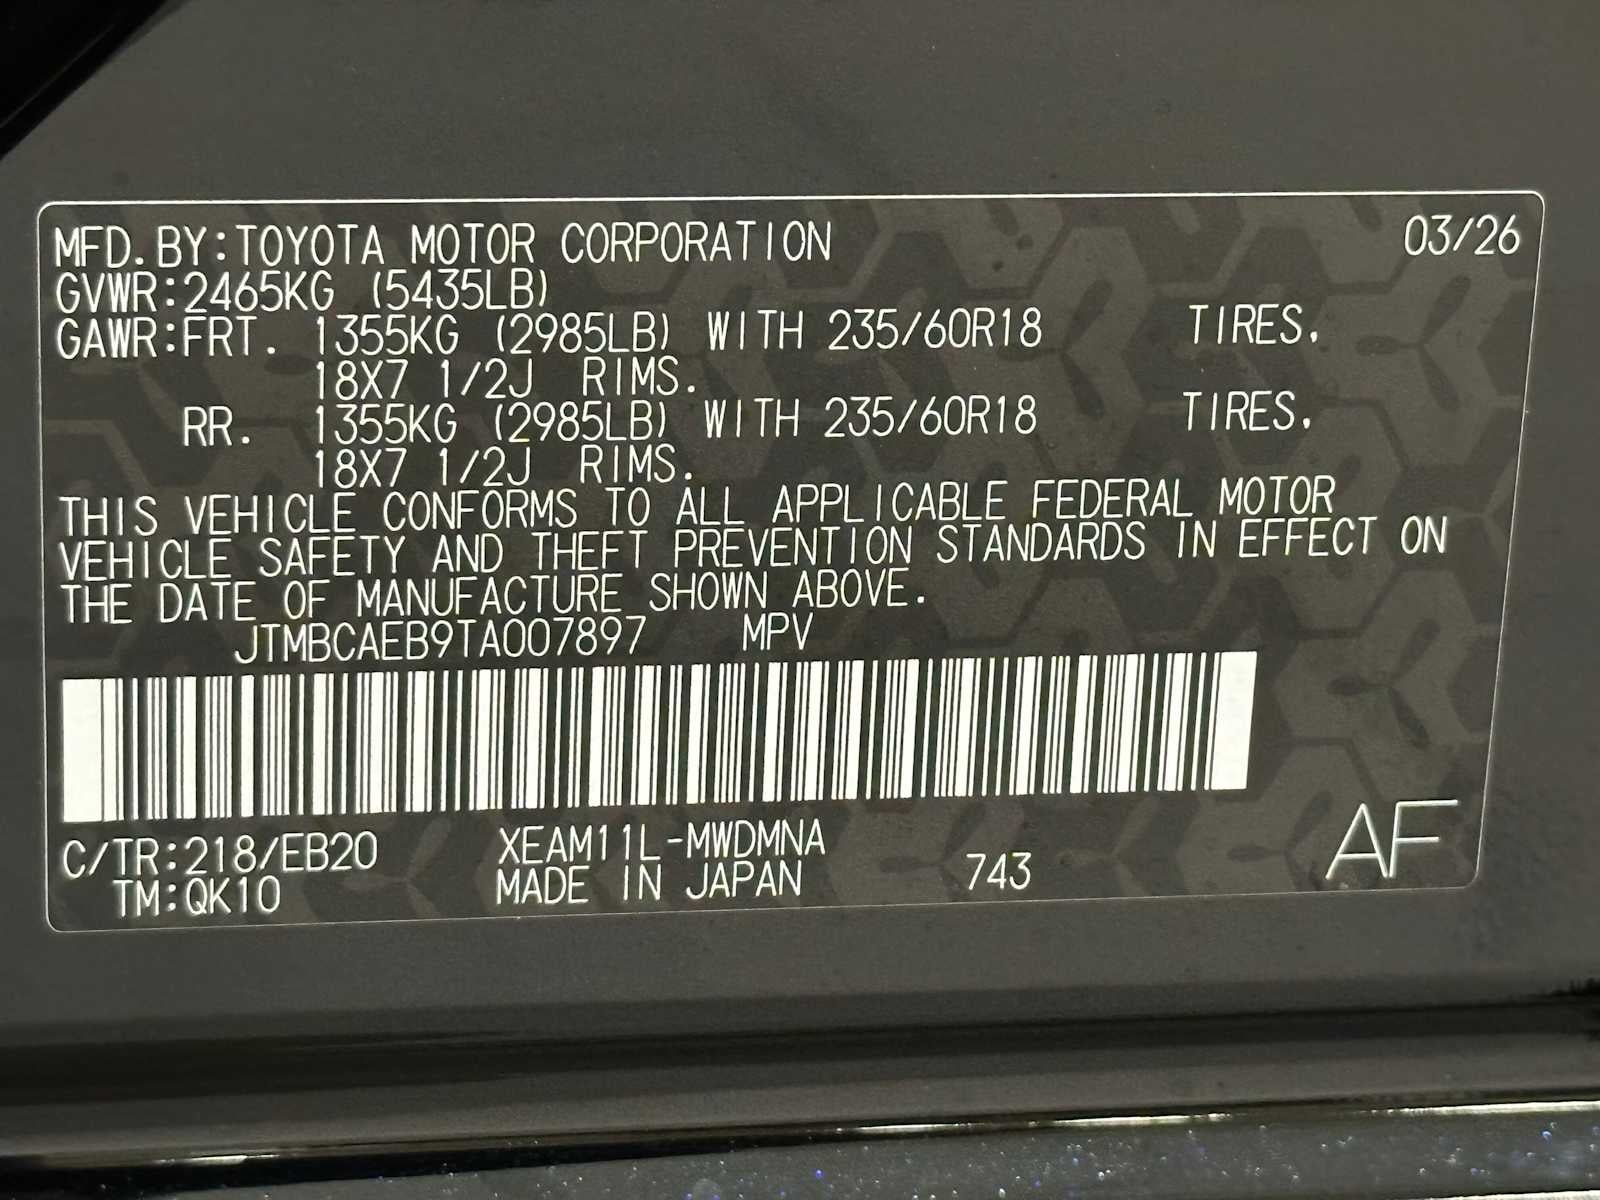 MFD.BY:TOYOTA MOTOR CORPORATION 03/26
GVWR:2465KG (5435LB)
GAWR:FRT. 1355KG (2985LB) WITH 235/60R18 TIRES.
18X7 1/2J RIMS.
RR. 1355KG (2985LB) WITH 235/60R18 TIRES.
18X7 1/2J RIMS.
THIS VEHICLE CONFORMS TO ALL APPLICABLE FEDERAL MOTOR
VEHICLE SAFETY AND THEFT PREVENTION STANDARDS IN EFFECT ON
THE DATE OF MANUFACTURE SHOWN ABOVE.
JTMBCAEB9TA007897 MPV
C/TR:218/EB20 XEAM11L-MWDMNA
TM:QK10 MADE IN JAPAN 743 AF